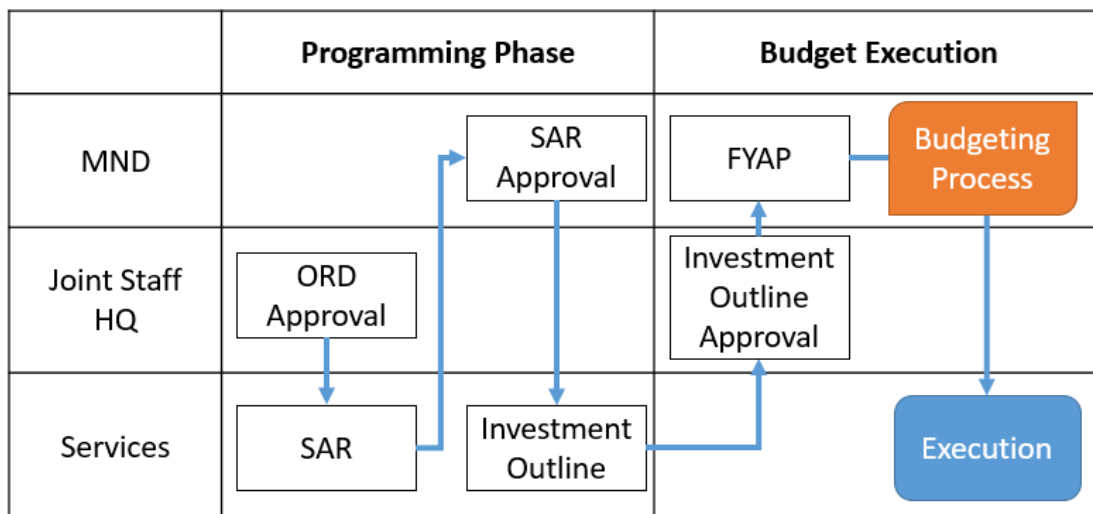 Programming Phase
Budget Execution
MND
SAR
Approval
FYAP
Budgeting
Process
Joint Staff
HQ
ORD
Approval
Investment
Outline
Approval
Services
SAR
Investment
Outline
Execution